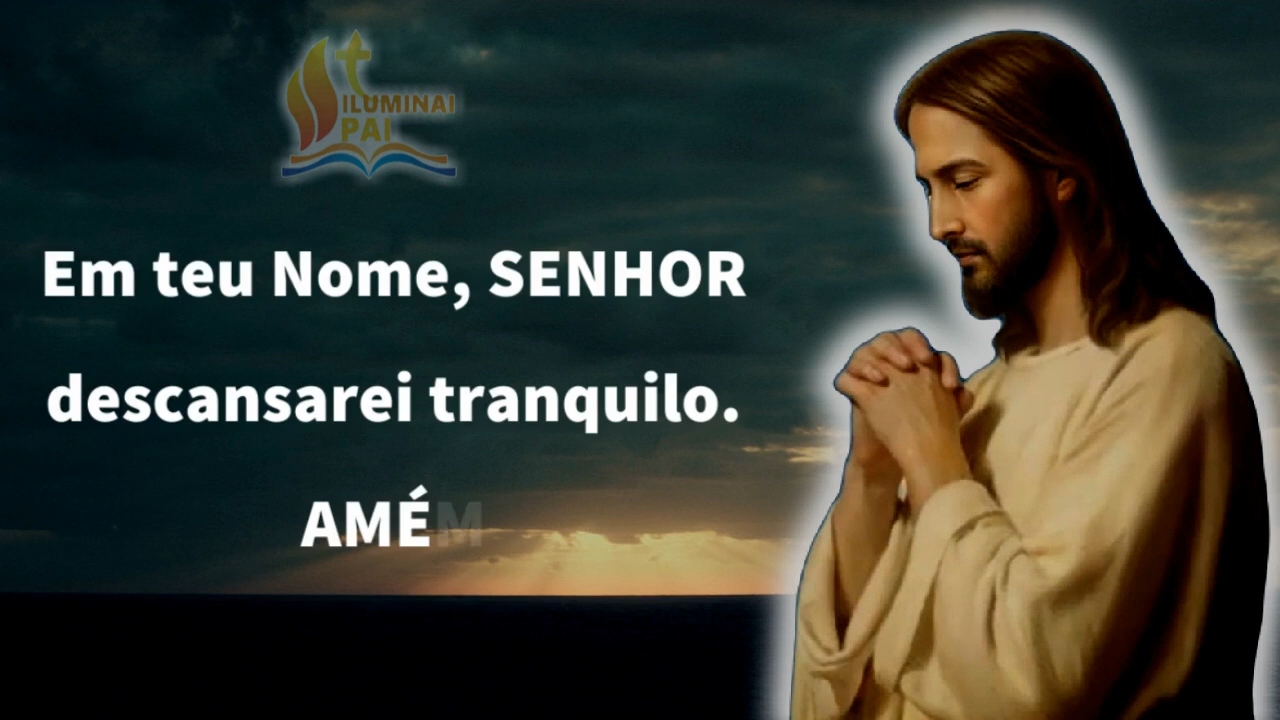 ILUMINAI
PAI
Em teu Nome, SENHOR
descansarei tranquilo.
AMÉM